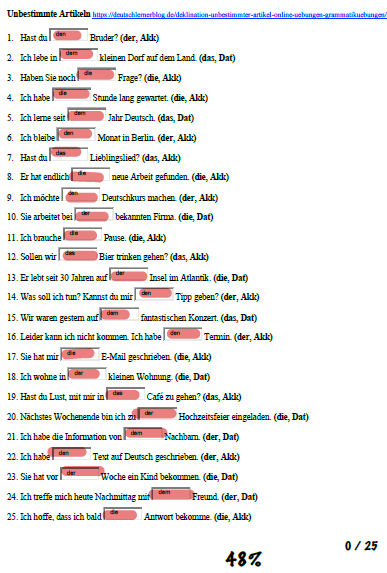 Unbestimmte Artikeln https://deutschlernerblog.de/deklination-unbestimmter-artikel-online-uebungen-grammatikuebungen/
1. Hast du den Bruder? (der, Akk)
2. Ich lebe in dem kleinen Dorf auf dem Land. (das, Dat)
3. Haben Sie noch die Frage? (die, Akk)
4. Ich habe die Stunde lang gewartet. (die, Akk)
5. Ich lerne seit dem Jahr Deutsch. (das, Dat)
6. Ich bleibe den Monat in Berlin. (der, Akk)
7. Hast du das Lieblingslied? (das, Akk)
8. Er hat endlich die neue Arbeit gefunden. (die, Akk)
9. Ich möchte den Deutschkurs machen. (der, Akk)
10. Sie arbeitet bei der bekannten Firma. (die, Dat)
11. Ich brauche die Pause. (die, Akk)
12. Sollen wir das Bier trinken gehen? (das, Akk)
13. Er lebt seit 30 Jahren auf der Insel im Atlantik. (die, Dat)
14. Was soll ich tun? Kannst du mir den Tipp geben? (der, Akk)
15. Wir waren gestern auf dem fantastischen Konzert. (das, Dat)
16. Leider kann ich nicht kommen. Ich habe den Termin. (der, Akk)
17. Sie hat mir die E-Mail geschrieben. (die, Akk)
18. Ich wohne in der kleinen Wohnung. (die, Dat)
19. Hast du Lust, mit mir in das Café zu gehen? (das, Akk)
20. Nächstes Wochenende bin ich zu der Hochzeitsfeier eingeladen. (die, Dat)
21. Ich habe die Information von dem Nachbarn. (der, Dat)
22. Ich habe den Text auf Deutsch geschrieben. (der, Akk)
23. Sie hat vor der Woche ein Kind bekommen. (die, Dat)
24. Ich treffe mich heute Nachmittag mit dem Freund. (der, Dat)
25. Ich hoffe, dass ich bald die Antwort bekomme. (die, Akk)
0 / 25
48%